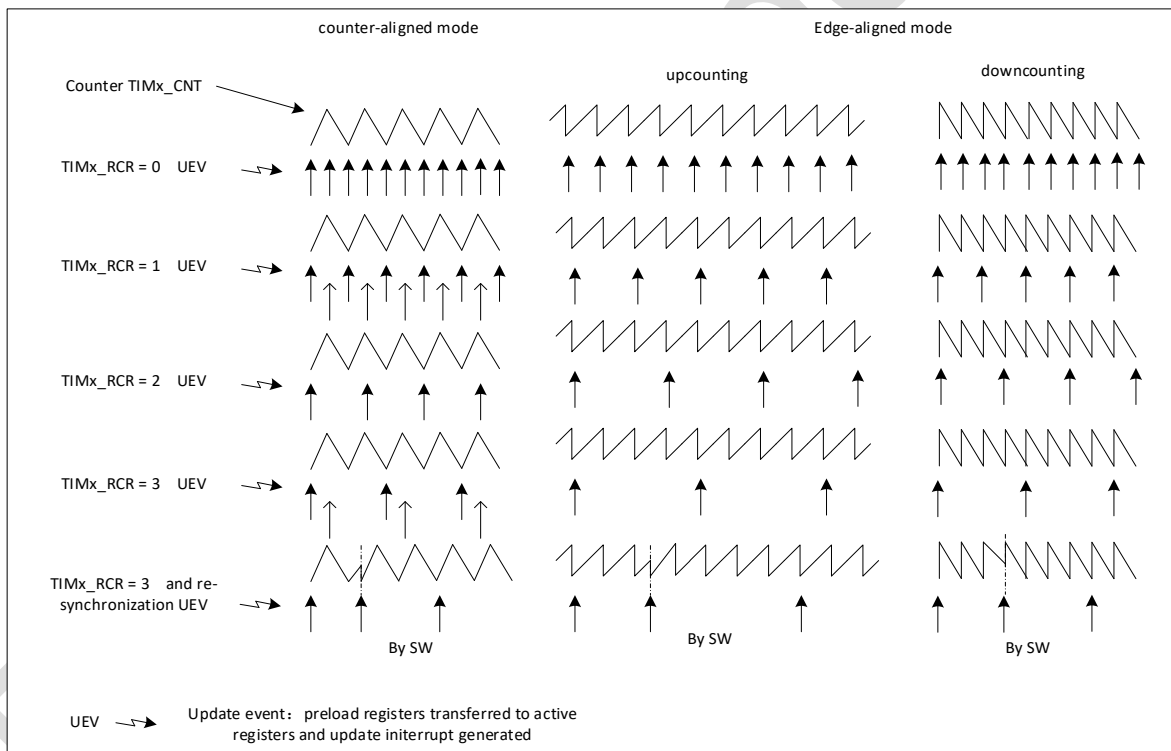 counter-aligned mode
Edge-aligned mode
upcounting
downcounting
Counter TIMx_CNT
TIMx_RCR = 0 UEV
TIMx_RCR = 1 UEV
TIMx_RCR = 2 UEV
TIMx_RCR = 3 UEV
TIMx_RCR = 3 and re-
synchronization UEV
By SW
By SW
By SW
UEV
Update event: preload registers transferred to active
registers and update initerrupt generated